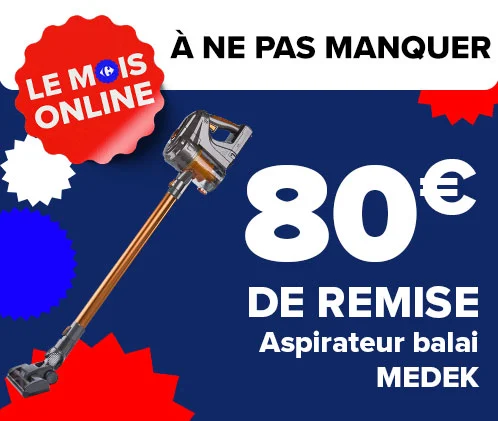 À NE PAS MANQUER
LE MOIS
ONLINE
80€
DE REMISE
Aspirateur balai
MEDEK